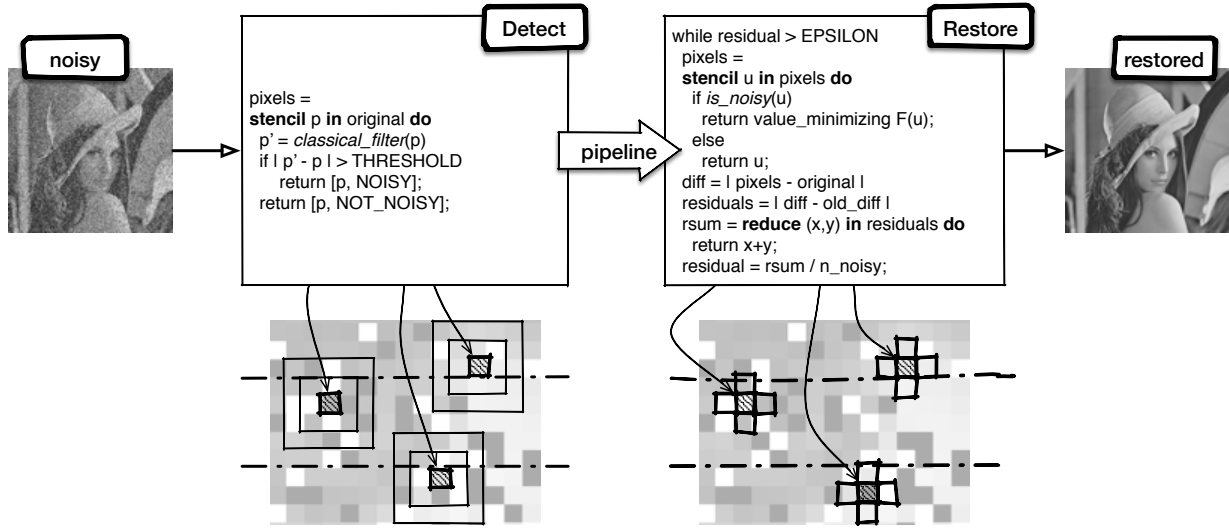 noisy
Detect
pixels =
stencil p in original do
p' = classical_filter(p)
if | p' - p | > THRESHOLD
return [p, NOISY];
return [p, NOT_NOISY];
pipeline
Restore
while residual > EPSILON
pixels =
stencil u in pixels do
if is_noisy(u)
return value_minimizing F(u);
else
return u;
diff = | pixels - original |
residuals = | diff - old_diff |
rsum = reduce (x,y) in residuals do
return x+y;
residual = rsum / n_noisy;
restored